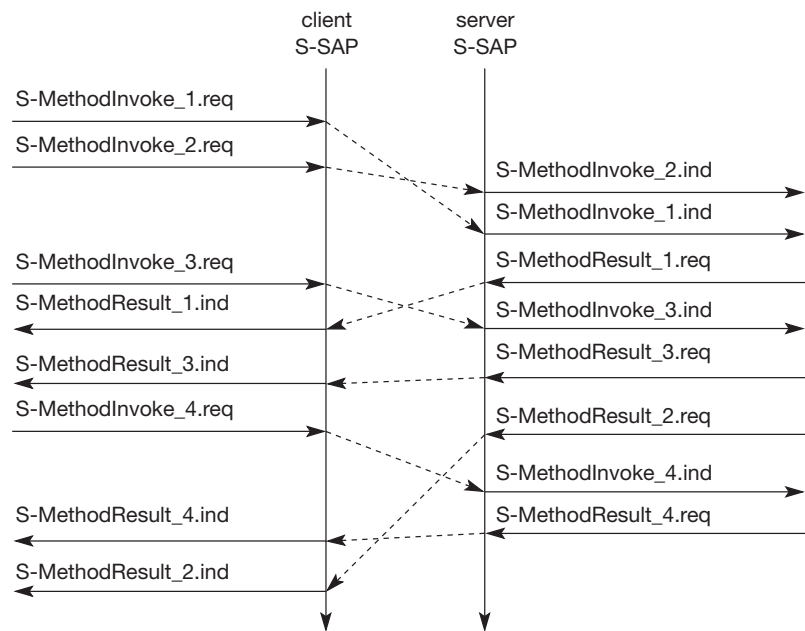 client
S-SAP
server
S-SAP
S-MethodInvoke_1.req
S-MethodInvoke_2.req
S-MethodInvoke_2.ind
S-MethodInvoke_1.ind
S-MethodInvoke_3.req
S-MethodResult_1.req
S-MethodResult_1.ind
S-MethodInvoke_3.ind
S-MethodResult_3.ind
S-MethodResult_3.req
S-MethodInvoke_4.req
S-MethodResult_2.req
S-MethodInvoke_4.ind
S-MethodResult_4.ind
S-MethodResult_4.req
S-MethodResult_2.ind